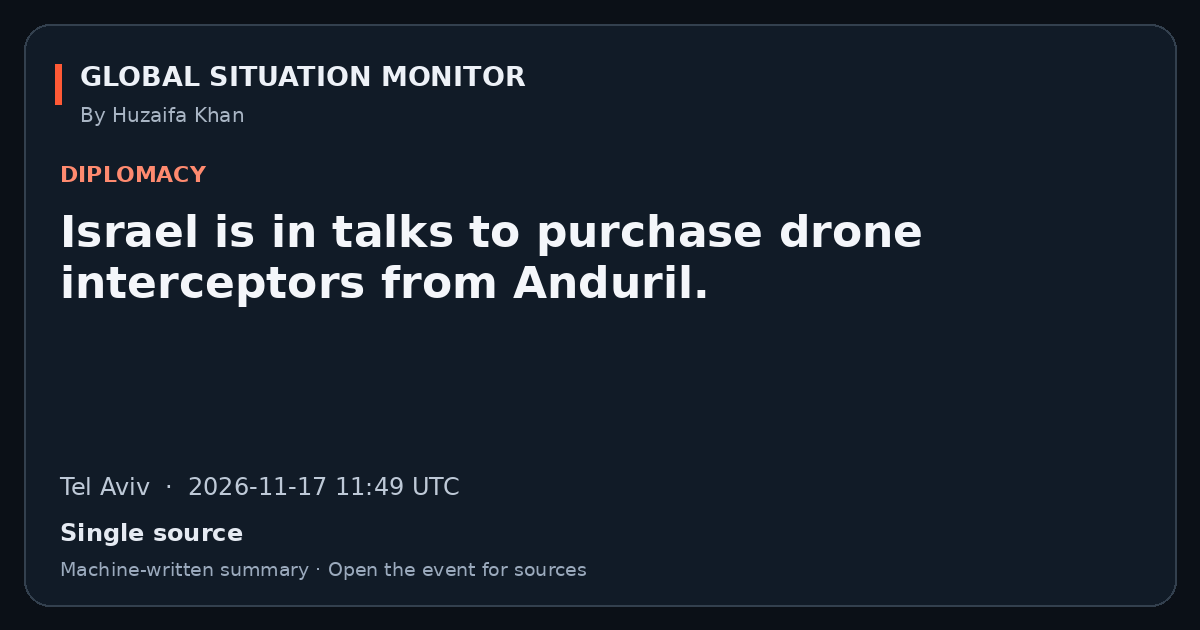 GLOBAL SITUATION MONITOR
By Huzaifa Khan
DIPLOMACY
Israel is in talks to purchase drone
interceptors from Anduril.
Tel Aviv · 2026-11-17 11:49 UTC
Single source
Machine-written summary · Open the event for sources